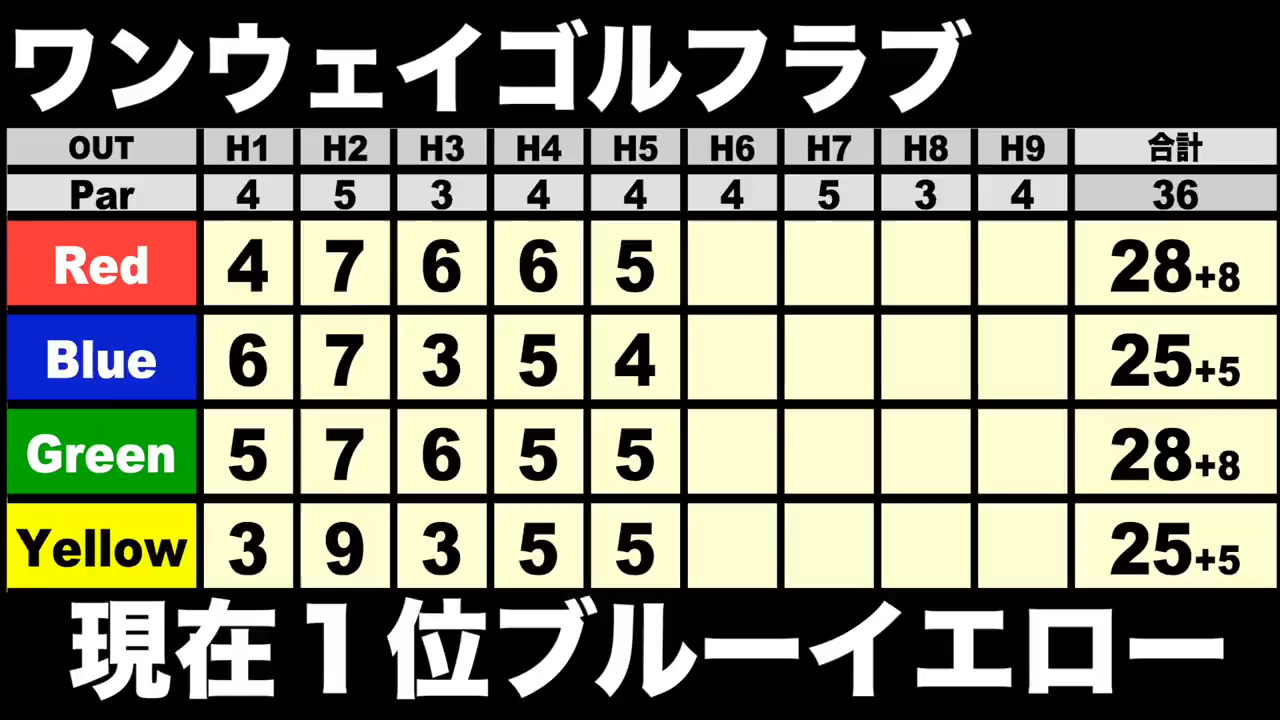 ワンウェイゴルフラブ
OUT H1 H2 H3 H4 H5 H6 H7 H8 H9 合計
Par 4 5 3 4 4 4 5 3 4 36
Red 4 7 6 6 5 28+8
Blue 6 7 3 5 4 25+5
Green 5 7 6 5 5 28+8
Yellow 3 9 3 5 5 25+5
現在1位ブルーイエロー